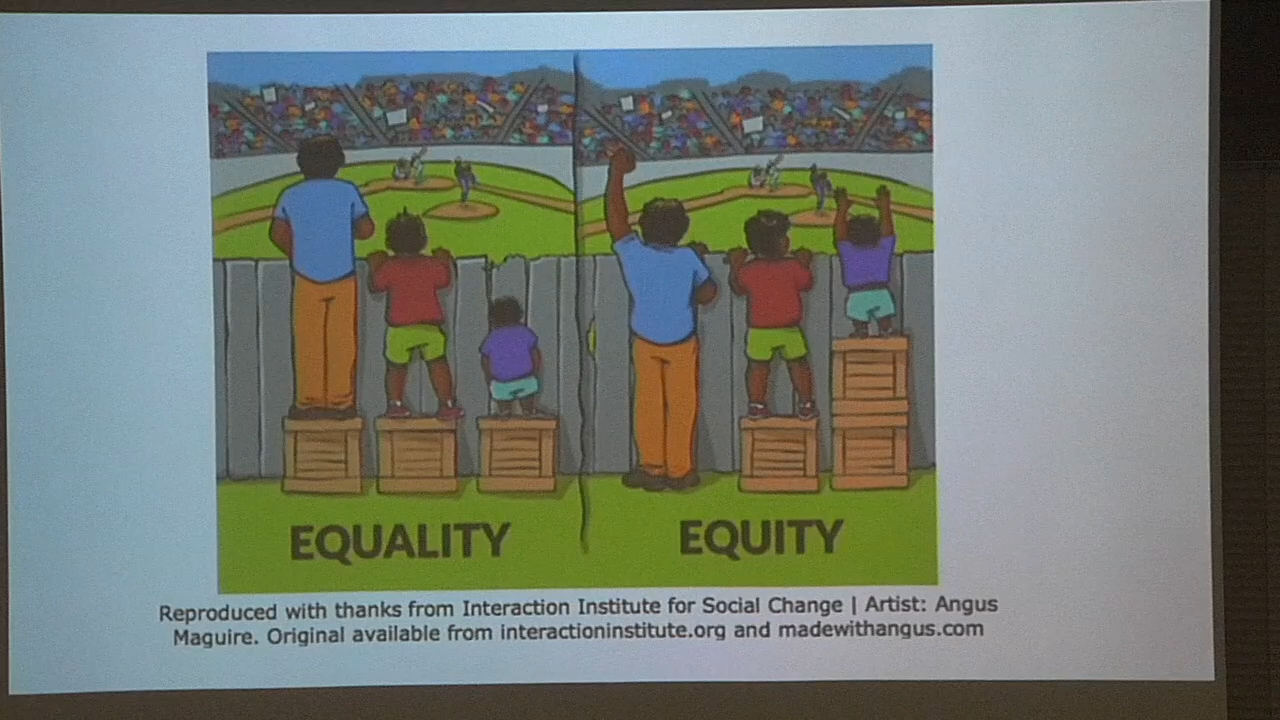 EQUALITY
EQUITY
Reproduced with thanks from Interaction Institute for Social Change | Artist: Angus
Maguire. Original available from interactioninstitute.org and madewithangus.com